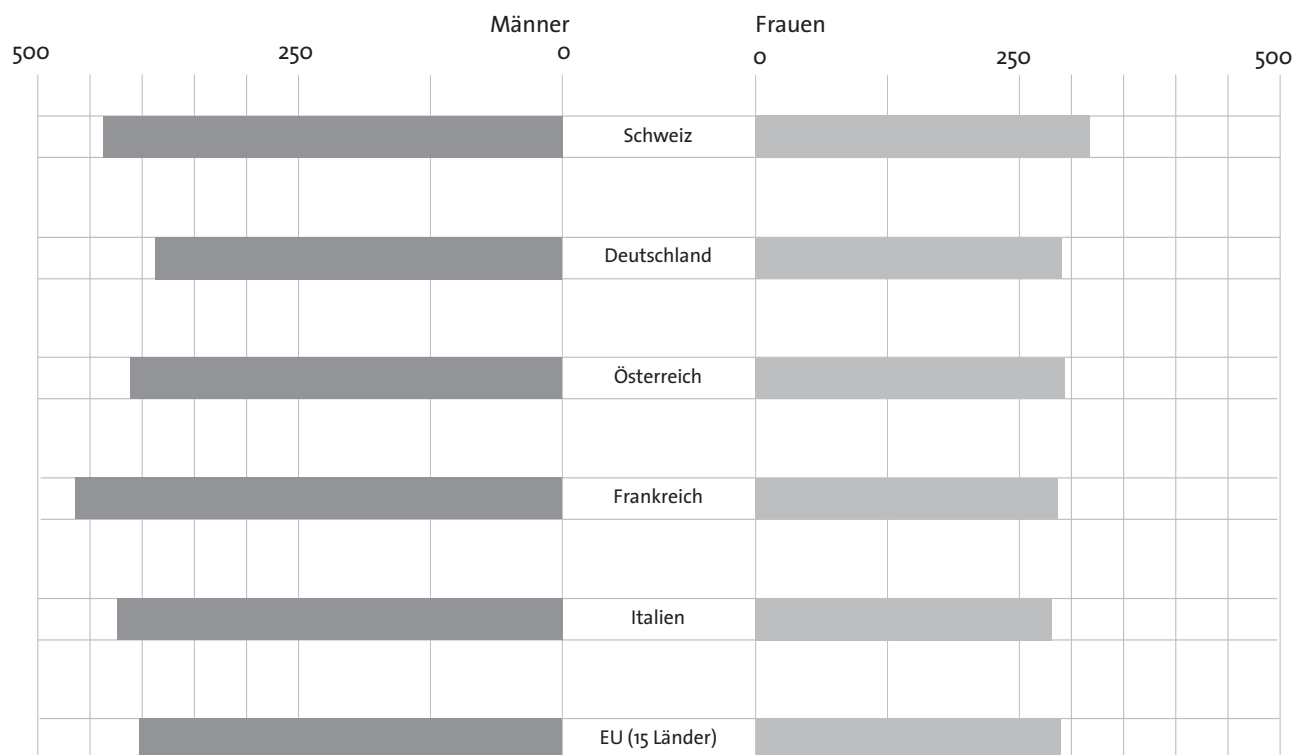 Männer Frauen
500 250 0 0 250 500
Schweiz
Deutschland
Österreich
Frankreich
Italien
EU (15 Länder)